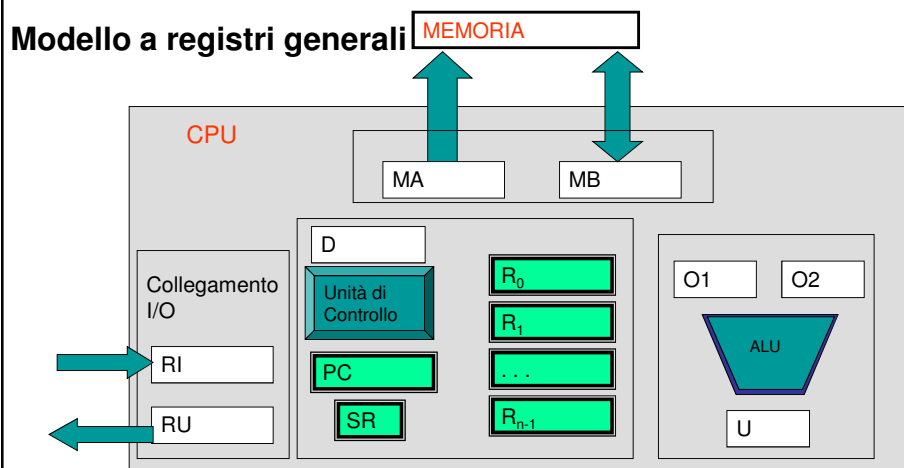 Modello a registri generali
MEMORIA
CPU
MA
MB
D
Unità di
Controllo
PC
SR
R0
R1
. . .
Rn-1
Collegamento
I/O
RI
RU
O1
O2
ALU
U